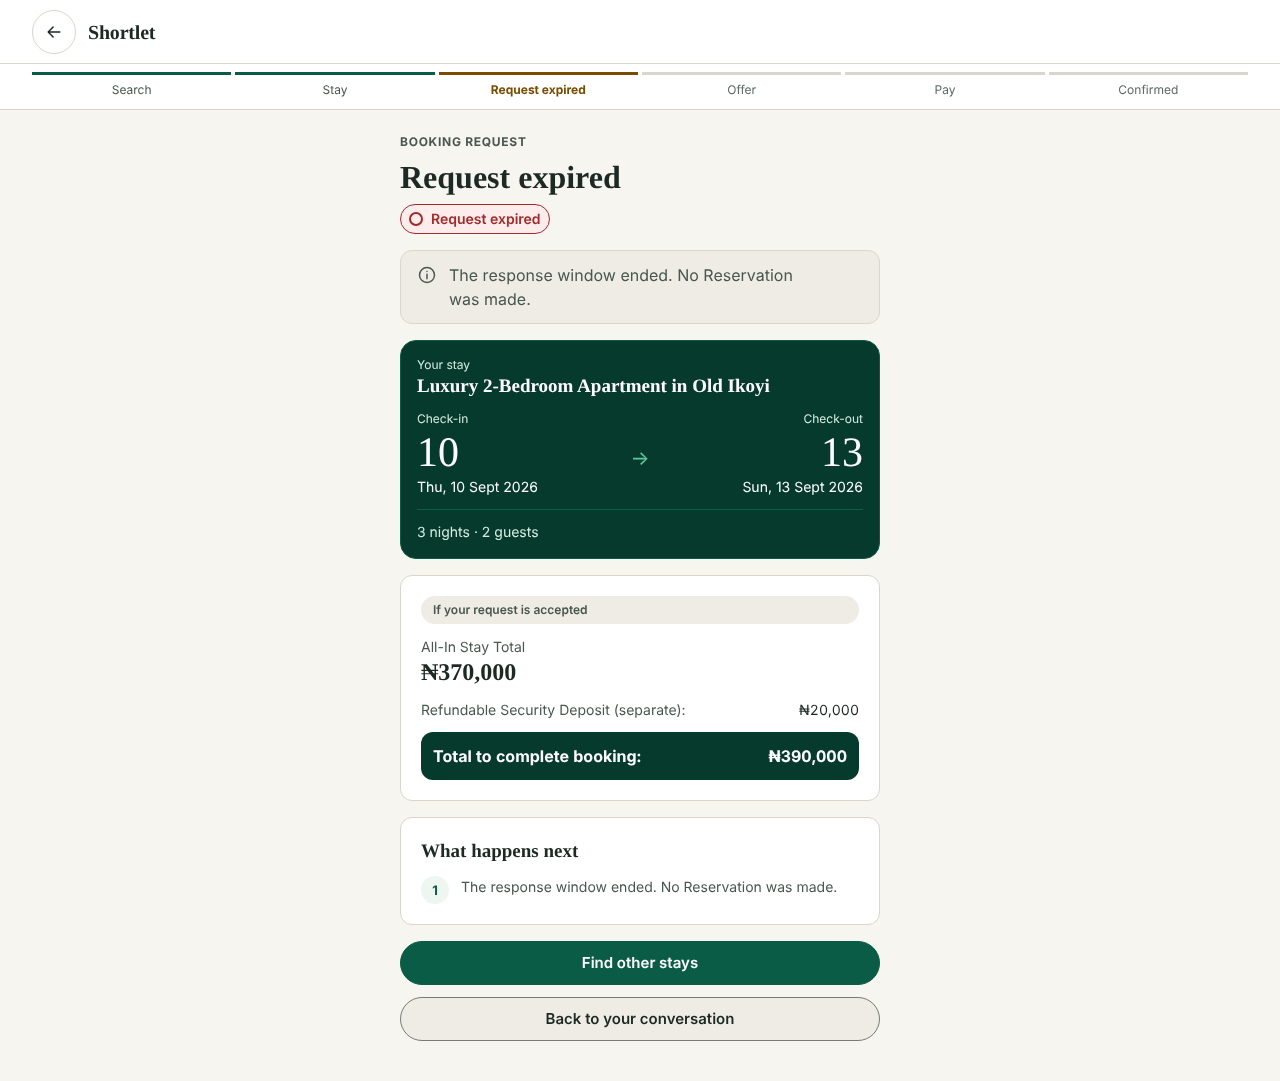 Shortlet
Search
Stay
Request expired
Offer
Pay
Confirmed
BOOKING REQUEST
Request expired
Request expired
The response window ended. No Reservation
was made.
Your stay
Luxury 2-Bedroom Apartment in Old Ikoyi
Check-in
Check-out
10
→
13
Thu, 10 Sept 2026
Sun, 13 Sept 2026
3 nights · 2 guests
If your request is accepted
All-In Stay Total
₦370,000
Refundable Security Deposit (separate):
₦20,000
Total to complete booking:
₦390,000
What happens next
1
The response window ended. No Reservation was made.
Find other stays
Back to your conversation